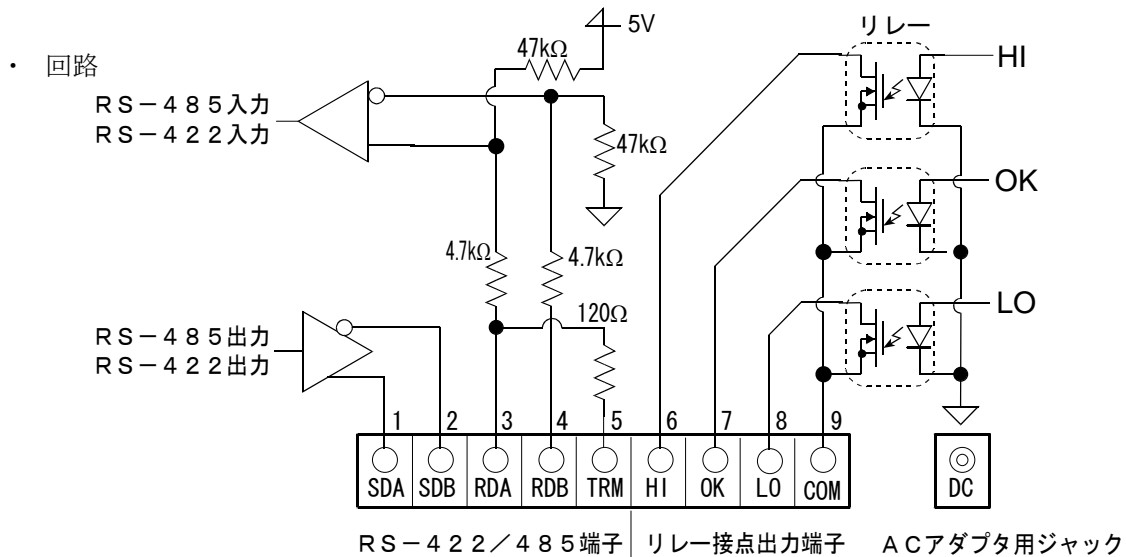 ・ 回路
5V
リレー
47kΩ
HI
RS-485入力
RS-422入力
47kΩ
OK
4.7kΩ
4.7kΩ
120Ω
LO
RS-485出力
RS-422出力
1 2 3 4 5 6 7 8 9
SDA SDB RDA RDB TRM HI OK LO COM DC
RS-422/485端子 リレー接点出力端子 ACアダプタ用ジャック